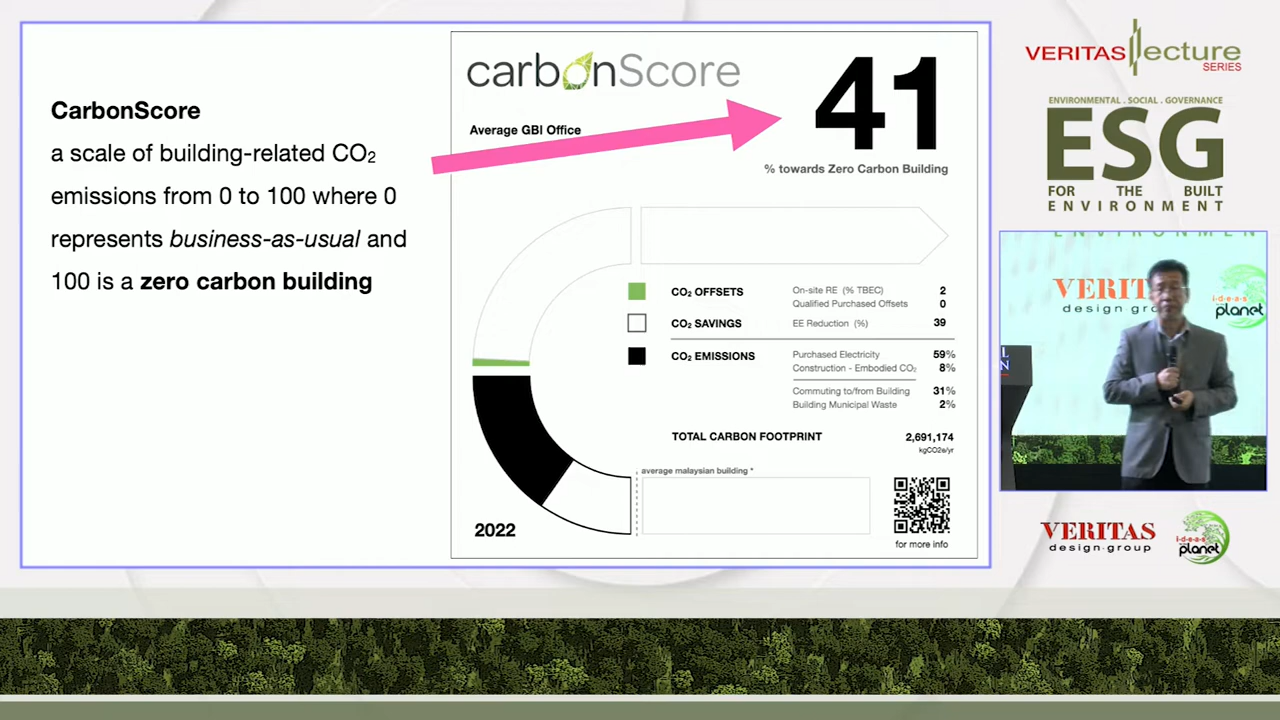 CarbonScore
a scale of building-related CO₂
emissions from 0 to 100 where 0
represents business-as-usual and
100 is a zero carbon building
carbonScore
41
Average GBI Office
% towards Zero Carbon Building
CO₂ OFFSETS
On-site RE (% TBEC) 2
Qualified Purchased Offsets 0
CO₂ SAVINGS
EE Reduction (%) 39
CO₂ EMISSIONS
Purchased Electricity 59%
Construction - Embodied CO₂ 8%
Commuting to/from Building 31%
Building Municipal Waste 2%
TOTAL CARBON FOOTPRINT 2,691,174
kgCO2e/yr
average malaysian building *
2022
for more info
VERITAS lecture
SERIES
ENVIRONMENTAL . SOCIAL . GOVERNANCE
ESG
FOR THE BUILT
ENVIRONMENT
ENVIRONMEN
VERIT
design gro
ideas
planet
L
N
VERITAS
design group
ideas
planet